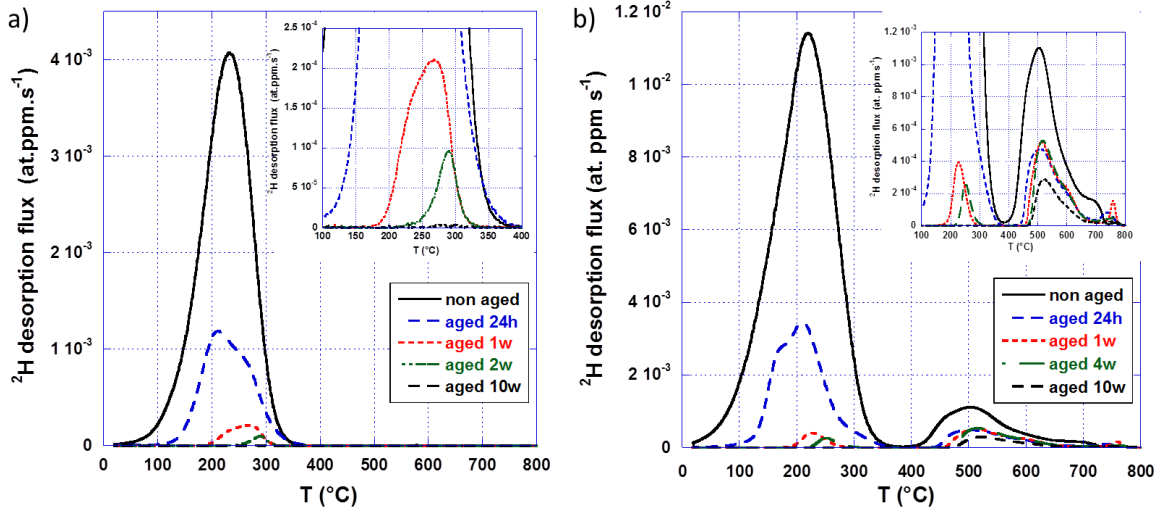 a)
²H desorption flux (at.ppm.s⁻¹)
4 10⁻³
3 10⁻³
2 10⁻³
1 10⁻³
0
0 100 200 300 400 500 600 700 800
T (°C)
²H desorption flux (at.ppm.s⁻¹)
2.5 10⁻⁴
2 10⁻⁴
1.5 10⁻⁴
1 10⁻⁴
5 10⁻⁵
0
100 150 200 250 300 350 400
T (°C)
non aged
aged 24h
aged 1w
aged 2w
aged 10w
b)
²H desorption flux (at. ppm s⁻¹)
1.2 10⁻²
1 10⁻²
8 10⁻³
6 10⁻³
4 10⁻³
2 10⁻³
0
0 100 200 300 400 500 600 700 800
T (°C)
²H desorption flux (at. ppm s⁻¹)
1.2 10⁻³
1 10⁻³
8 10⁻⁴
6 10⁻⁴
4 10⁻⁴
2 10⁻⁴
0
100 200 300 400 500 600 700 800
T (°C)
non aged
aged 24h
aged 1w
aged 4w
aged 10w